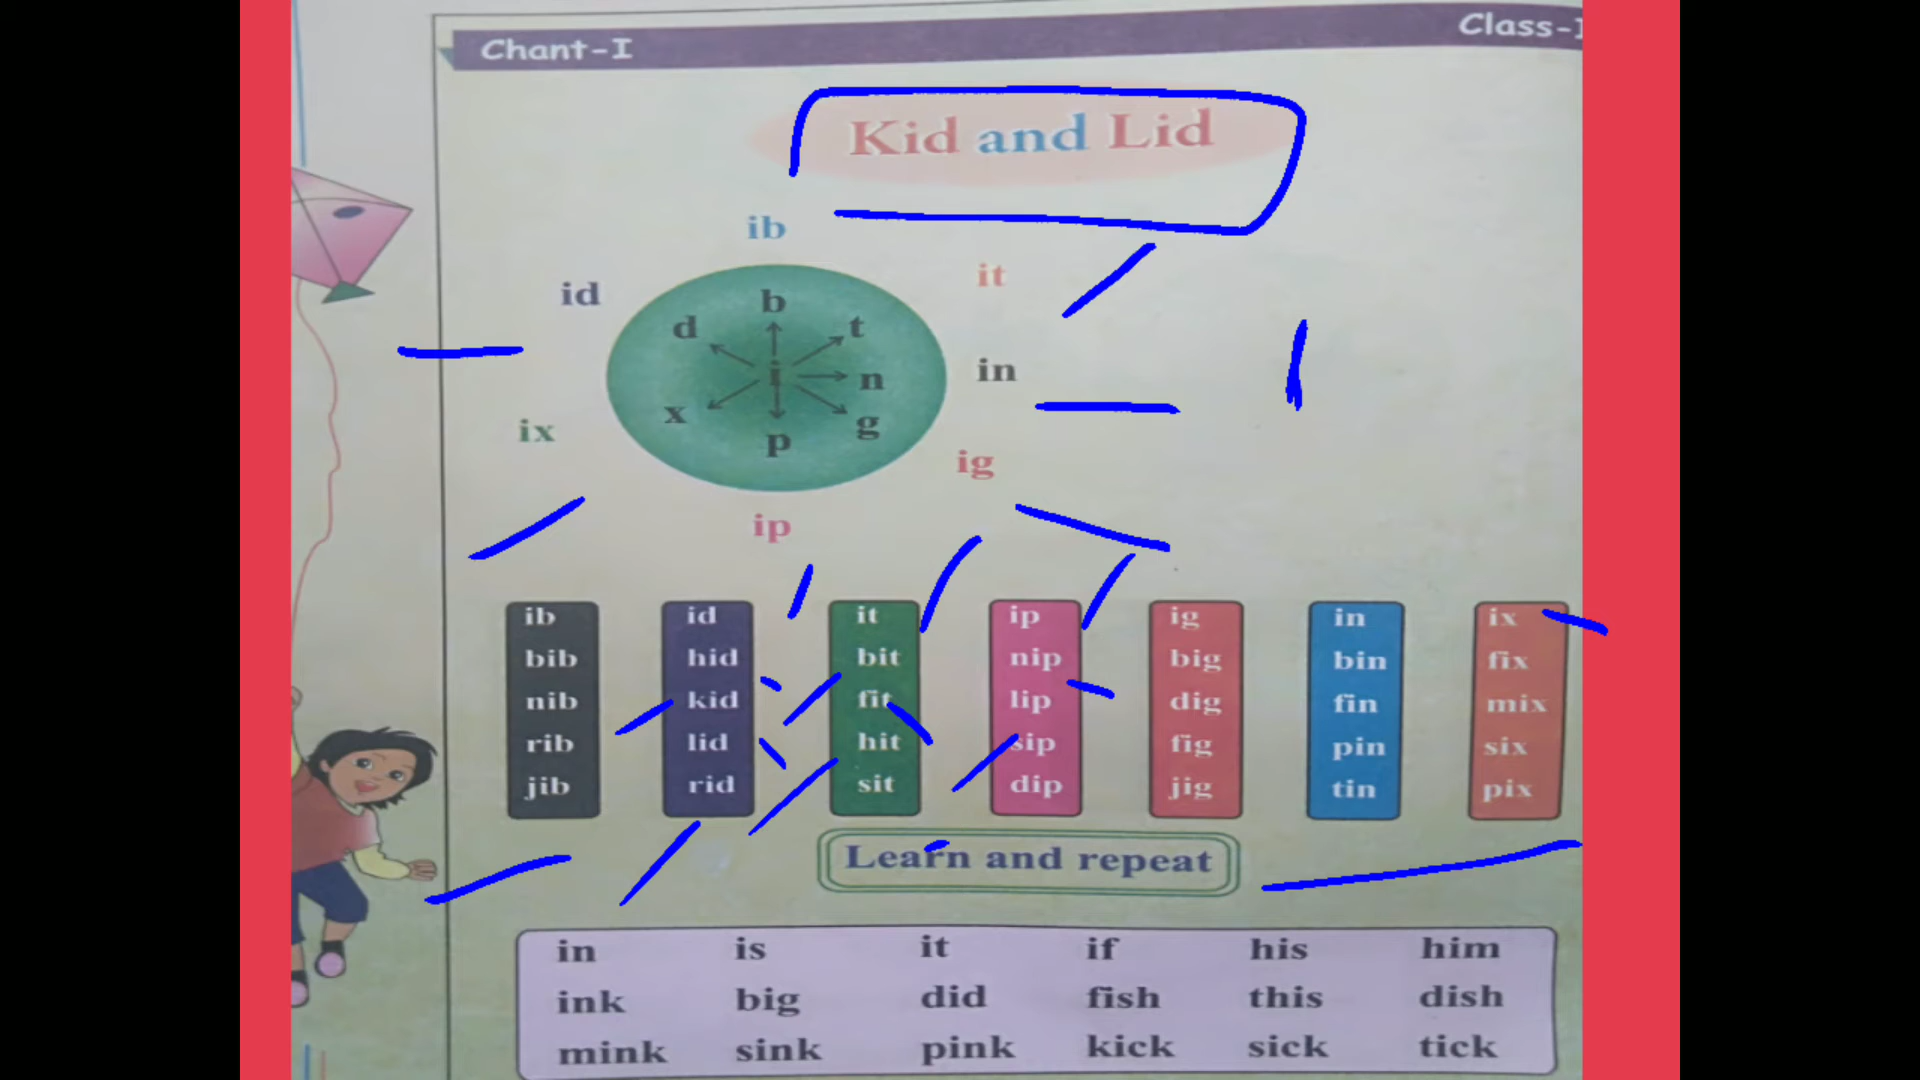 Chant-I
Class-I
Kid and Lid
ib
id
it
b
d
t
i
n
in
x
g
p
ix
ig
ip
ib id it ip ig in ix
bib hid bit nip big bin fix
nib kid fit lip dig fin mix
rib lid hit sip fig pin six
jib rid sit dip jig tin pix
Learn and repeat
in is it if his him
ink big did fish this dish
mink sink pink kick sick tick